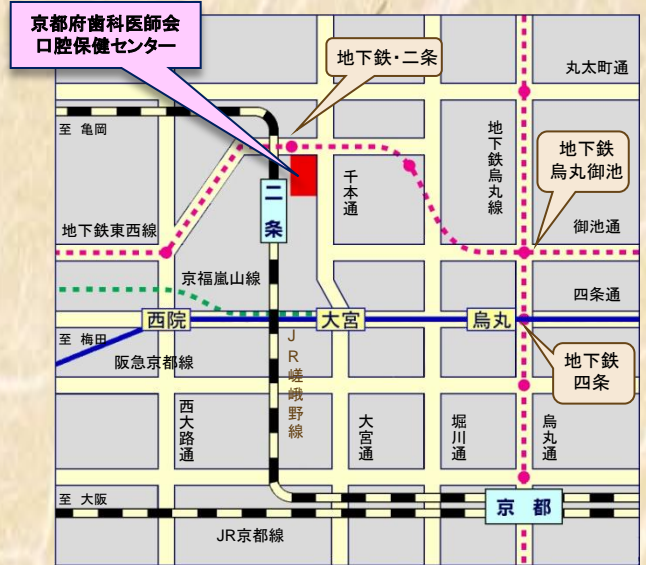 京都府歯科医師会
口腔保健センター
地下鉄・二条
丸太町通
至 亀岡
地下鉄烏丸線
地下鉄
烏丸御池
千本通
二条
地下鉄東西線
御池通
京福嵐山線
四条通
西院
大宮
烏丸
至 梅田
阪急京都線
JR嵯峨野線
地下鉄
四条
西大路通
大宮通
堀川通
烏丸通
至 大阪
京都
JR京都線